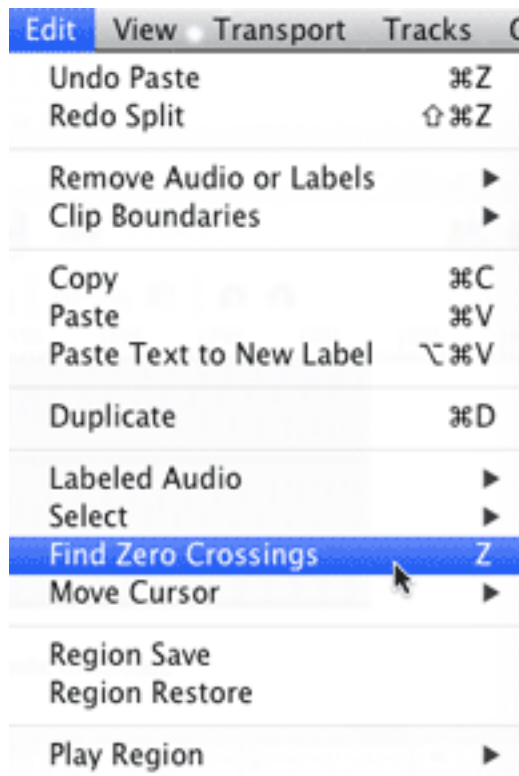 Edit View Transport Tracks
Undo Paste ⌘Z
Redo Split ⇧⌘Z
Remove Audio or Labels ▶
Clip Boundaries ▶
Copy ⌘C
Paste ⌘V
Paste Text to New Label ⌥⌘V
Duplicate ⌘D
Labeled Audio ▶
Select ▶
Find Zero Crossings Z
Move Cursor ▶
Region Save
Region Restore
Play Region ▶